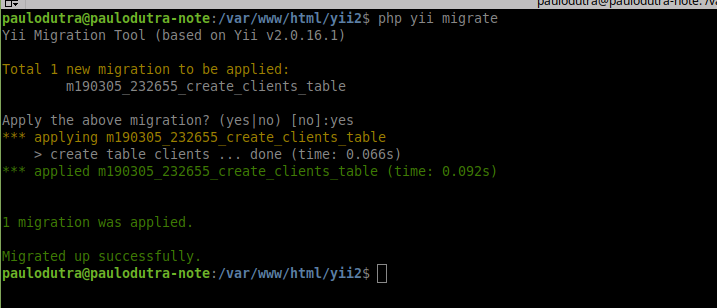 paulodutra@paulodutra-note: /va
paulodutra@paulodutra-note:/var/www/html/yii2$ php yii migrate
Yii Migration Tool (based on Yii v2.0.16.1)
Total 1 new migration to be applied:
m190305_232655_create_clients_table
Apply the above migration? (yes|no) [no]:yes
*** applying m190305_232655_create_clients_table
> create table clients ... done (time: 0.066s)
*** applied m190305_232655_create_clients_table (time: 0.092s)
1 migration was applied.
Migrated up successfully.
paulodutra@paulodutra-note:/var/www/html/yii2$